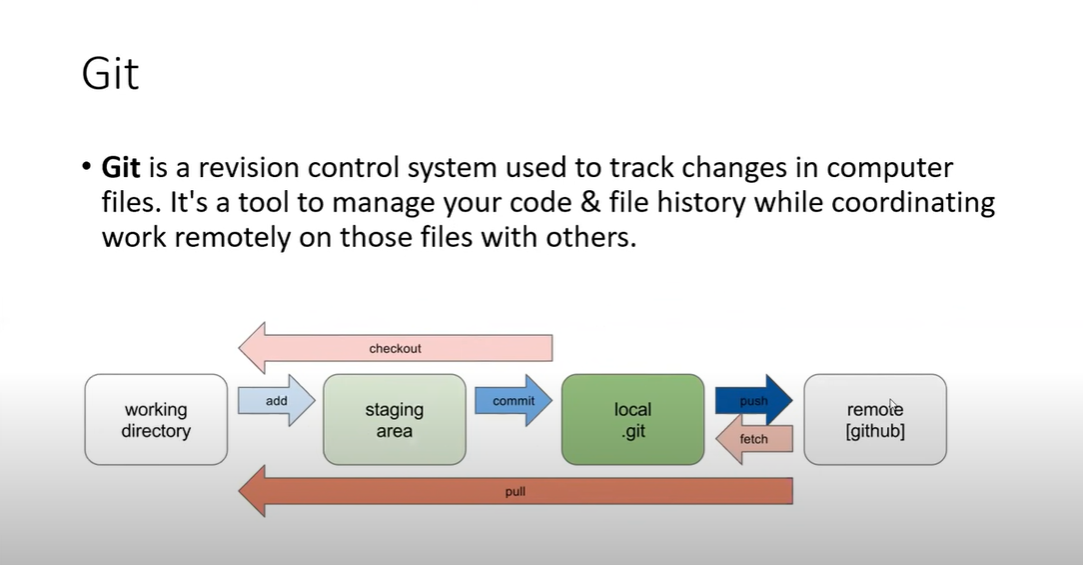 Git
• Git is a revision control system used to track changes in computer
files. It's a tool to manage your code & file history while coordinating
work remotely on those files with others.
checkout
working
directory
add
staging
area
commit
local
.git
push
fetch
remote
[github]
pull